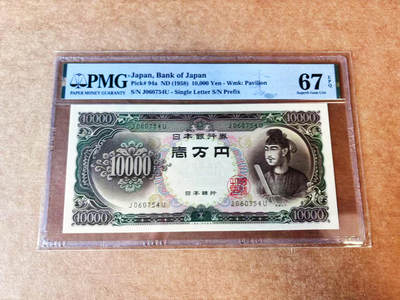 PMG
PAPER MONEY GUARANTY
Japan, Bank of Japan
Pick# 94a ND (1958) 10,000 Yen - Wmk: Pavilion
S/N J060754U - Single Letter S/N Prefix
67 EPQ
Superb Gem Unc
10000 10000
J060754U
日本銀行券
10000
壱万円
日本銀行
J060754U
10000 10000